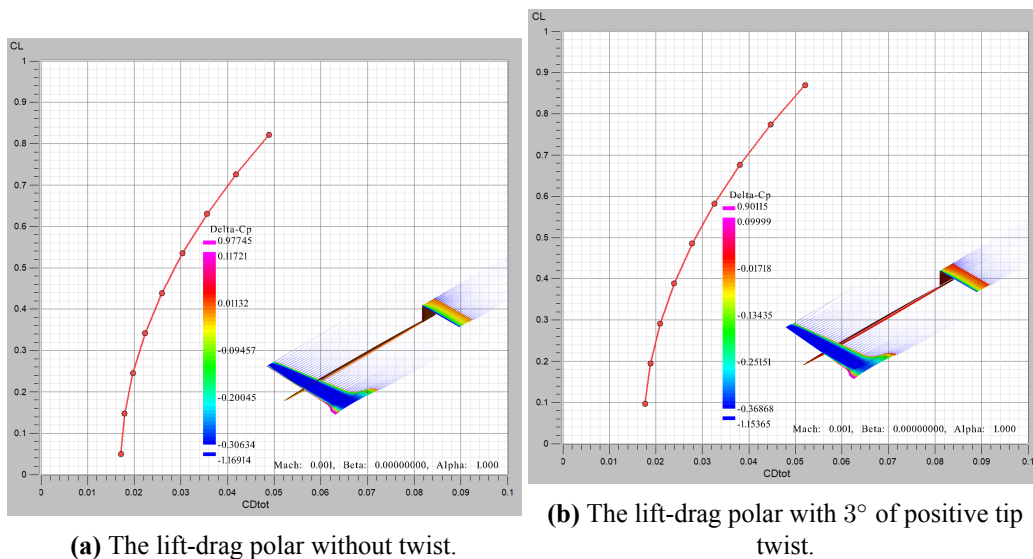 CL
1
0.9
0.8
0.7
0.6
0.5
0.4
0.3
0.2
0.1
0
0 0.01 0.02 0.03 0.04 0.05 0.06 0.07 0.08 0.09 0.1
CDtot
Delta-Cp
0.97745
0.11721
0.01132
-0.09457
-0.20045
-0.30634
-1.16914
Mach: 0.001, Beta: 0.00000000, Alpha: 1.000
(a) The lift-drag polar without twist.
CL
1
0.9
0.8
0.7
0.6
0.5
0.4
0.3
0.2
0.1
0
0 0.01 0.02 0.03 0.04 0.05 0.06 0.07 0.08 0.09 0.1
CDtot
Delta-Cp
0.90115
0.09999
-0.01718
-0.13435
-0.25151
-0.36868
-1.15365
Mach: 0.001, Beta: 0.00000000, Alpha: 1.000
(b) The lift-drag polar with 3° of positive tip
twist.